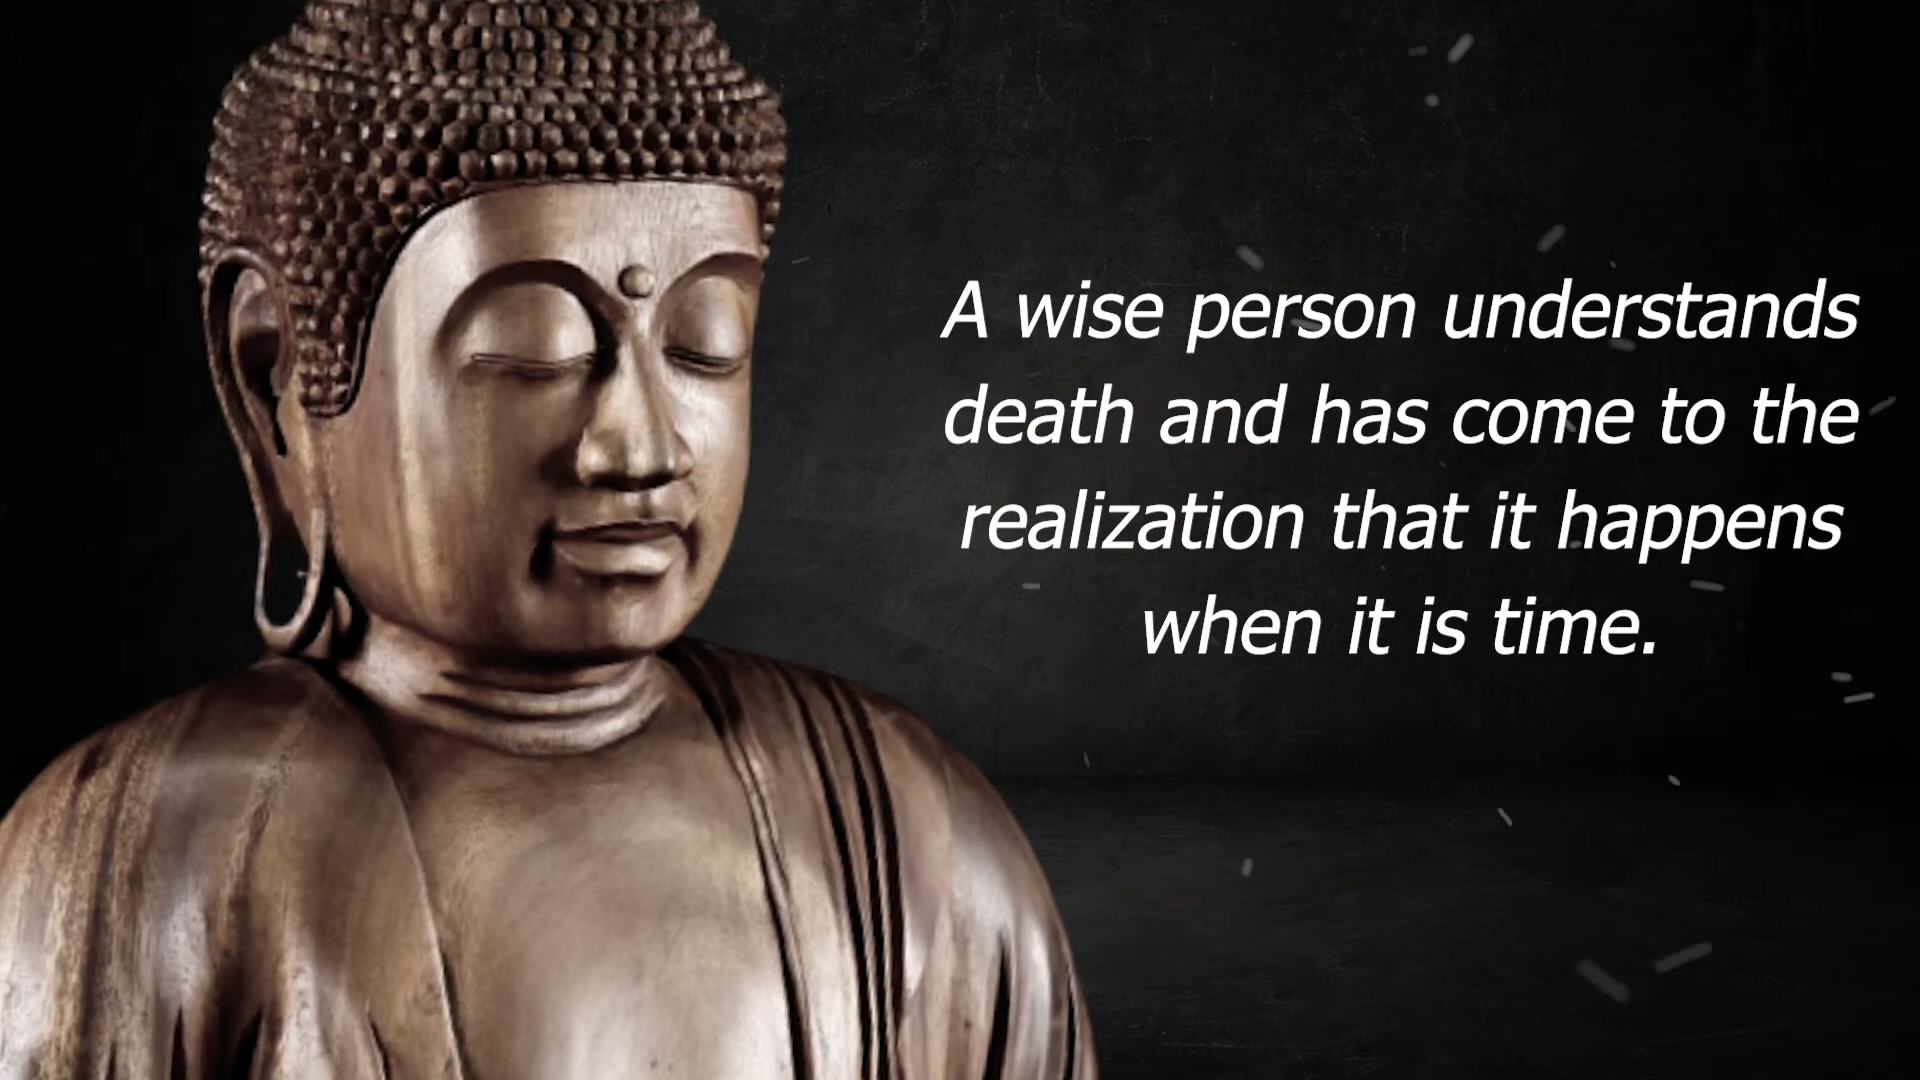 A wise person understands
death and has come to the
realization that it happens
when it is time.